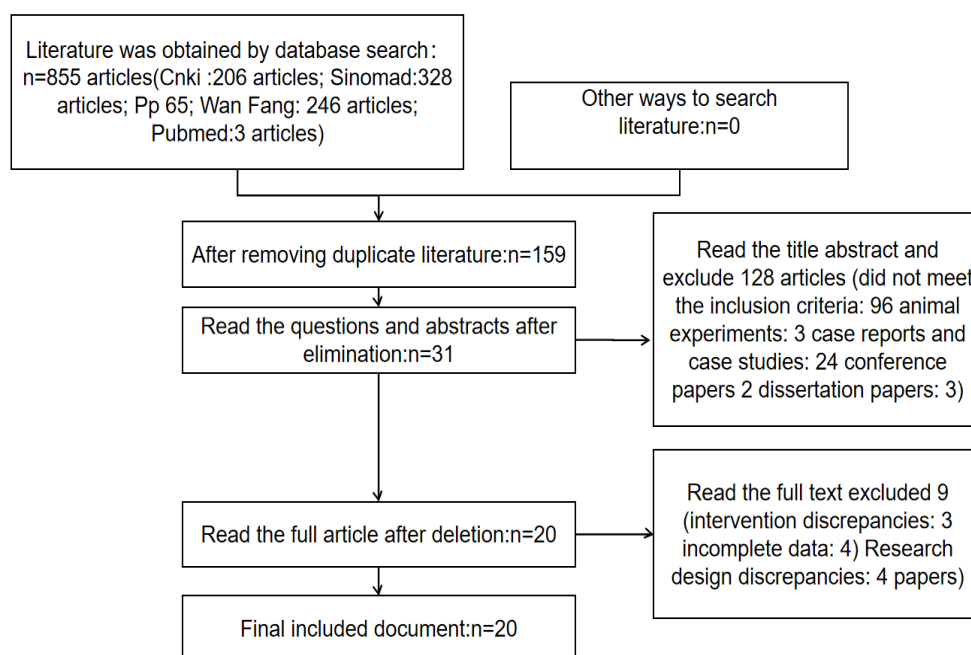 Literature was obtained by database search:
n=855 articles(Cnki :206 articles; Sinomad:328
articles; Pp 65; Wan Fang: 246 articles;
Pubmed:3 articles)
Other ways to search
literature:n=0
After removing duplicate literature:n=159
Read the title abstract and
exclude 128 articles (did not meet
the inclusion criteria: 96 animal
experiments: 3 case reports and
case studies: 24 conference
papers 2 dissertation papers: 3)
Read the questions and abstracts after
elimination:n=31
Read the full text excluded 9
(intervention discrepancies: 3
incomplete data: 4) Research
design discrepancies: 4 papers)
Read the full article after deletion:n=20
Final included document:n=20